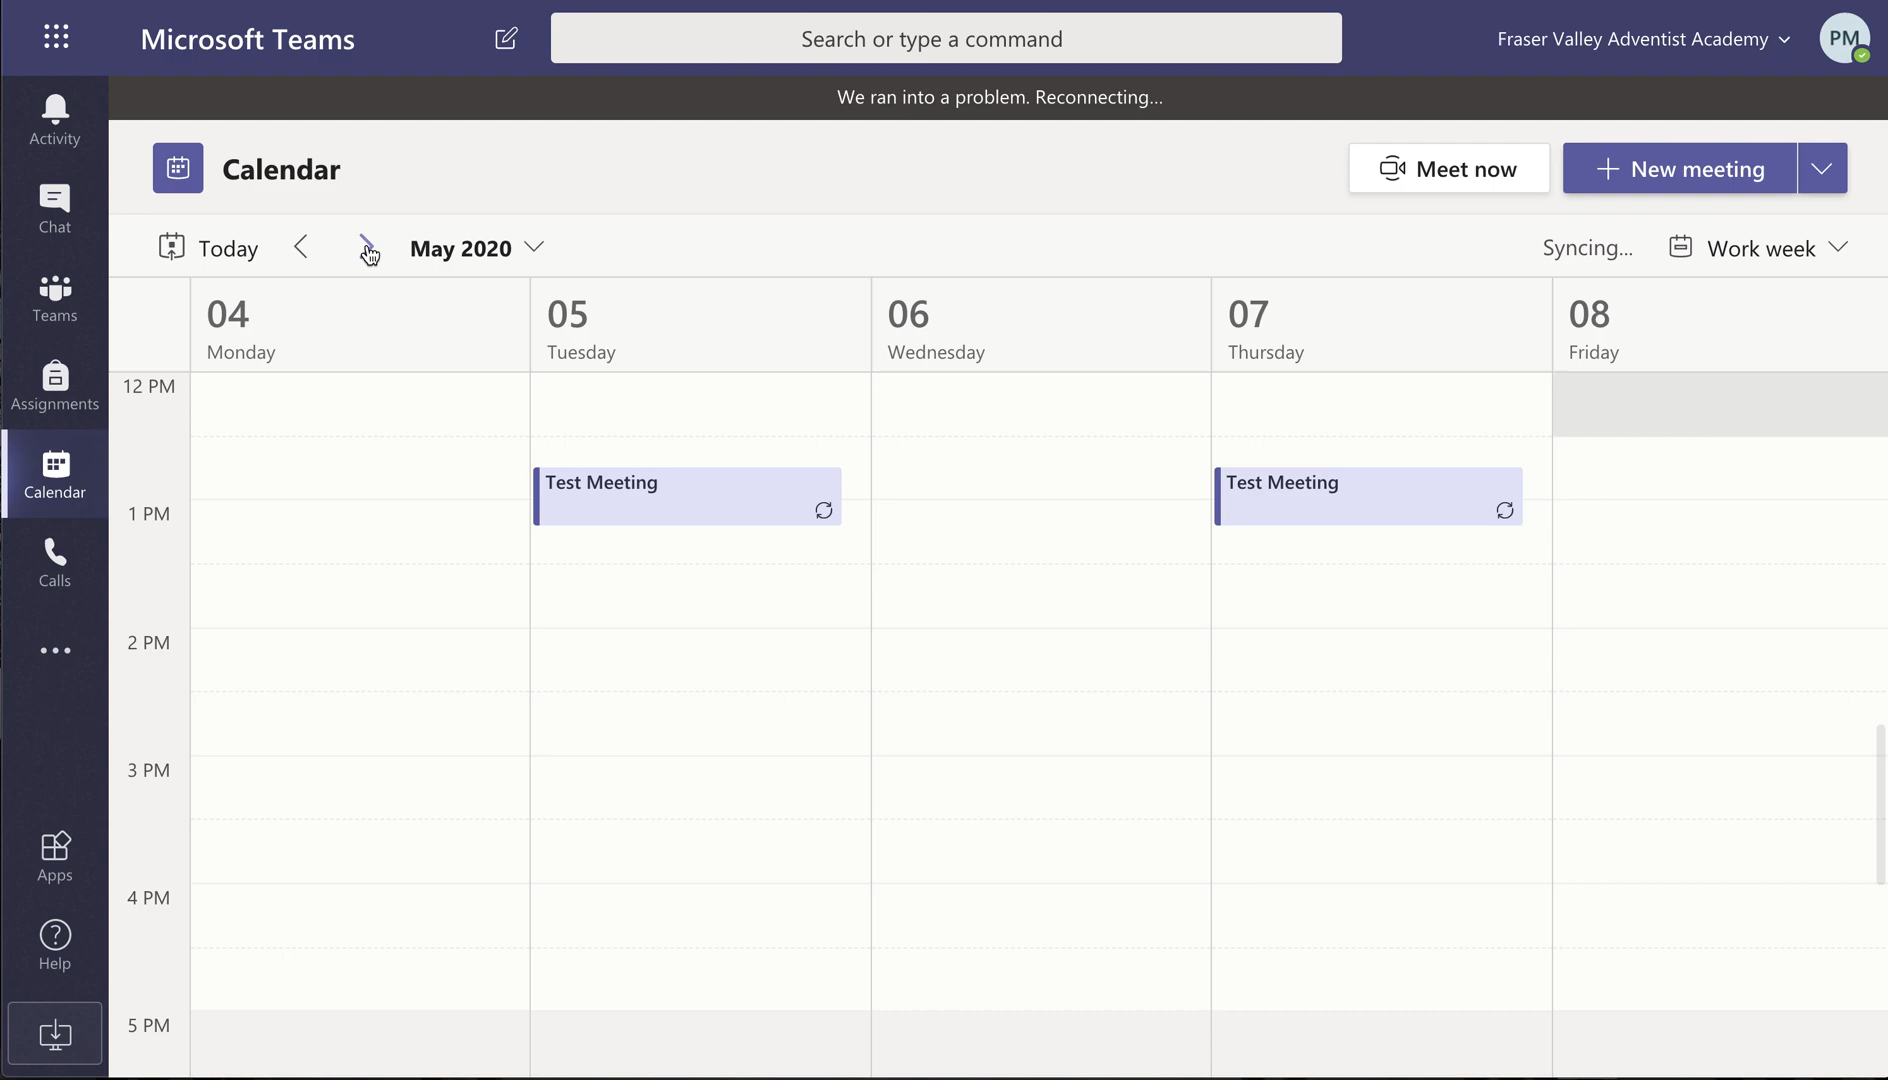 Microsoft Teams
Search or type a command
Fraser Valley Adventist Academy
PM
We ran into a problem. Reconnecting...
Activity
Chat
Teams
Assignments
Calendar
Calls
Apps
Help
Calendar
Meet now
New meeting
Today
May 2020
Syncing...
Work week
04
Monday
05
Tuesday
06
Wednesday
07
Thursday
08
Friday
12 PM
Test Meeting
Test Meeting
1 PM
2 PM
3 PM
4 PM
5 PM